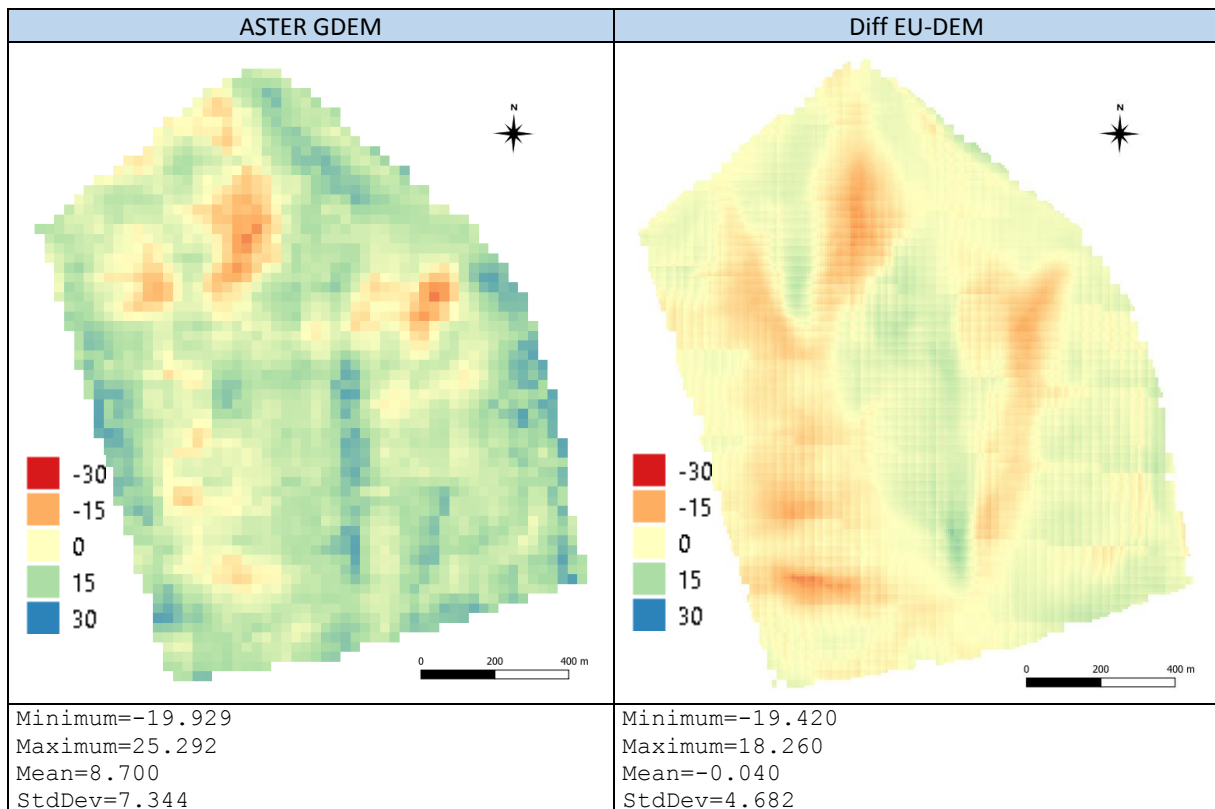 ASTER GDEM
Diff EU-DEM
N
-30
-15
0
15
30
0 200 400 m
N
-30
-15
0
15
30
0 200 400 m
Minimum=-19.929
Maximum=25.292
Mean=8.700
StdDev=7.344
Minimum=-19.420
Maximum=18.260
Mean=-0.040
StdDev=4.682